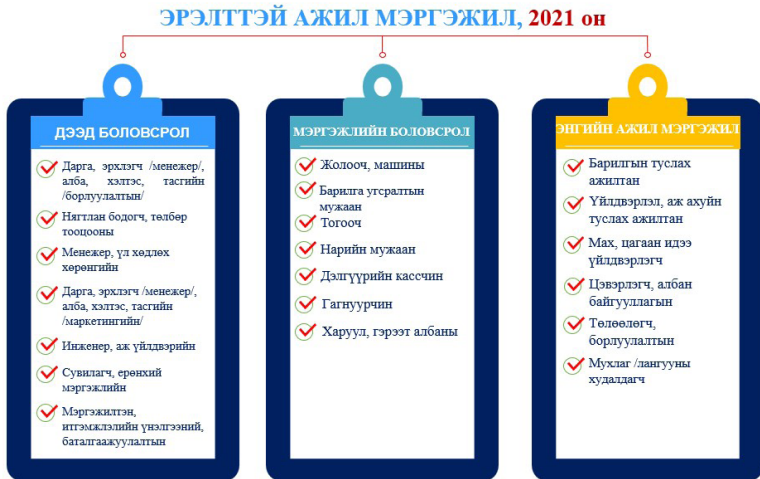 ЭРЭЛТТЭЙ АЖИЛ МЭРГЭЖИЛ, 2021 он
ДЭЭД БОЛОВСРОЛ
Дарга, эрхлэгч /менежер/,
алба, хэлтэс, тасгийн
/борлуулалтын/
Нягтлан бодогч, төлбөр
тооцооны
Менежер, үл хөдлөх
хөрөнгийн
Дарга, эрхлэгч /менежер/,
алба, хэлтэс, тасгийн
/маркетингийн/
Инженер, аж үйлдвэрийн
Сувилагч, ерөнхий
мэргэжлийн
Мэргэжилтэн,
итгэмжлэлийн үнэлгээний,
баталгаажуулалтын
МЭРГЭЖЛИЙН БОЛОВСРОЛ
Жолооч, машины
Барилга угсралтын
мужаан
Тогооч
Нарийн мужаан
Дэлгүүрийн кассчин
Гагнуурчин
Харуул, гэрээт албаны
ЭНГИЙН АЖИЛ МЭРГЭЖИЛ
Барилгын туслах
ажилтан
Үйлдвэрлэл, аж ахуйн
туслах ажилтан
Мах, цагаан идээ
үйлдвэрлэгч
Цэвэрлэгч, албан
байгууллагын
Төлөөлөгч,
борлуулалтын
Мухлаг /лангууны
худалдагч